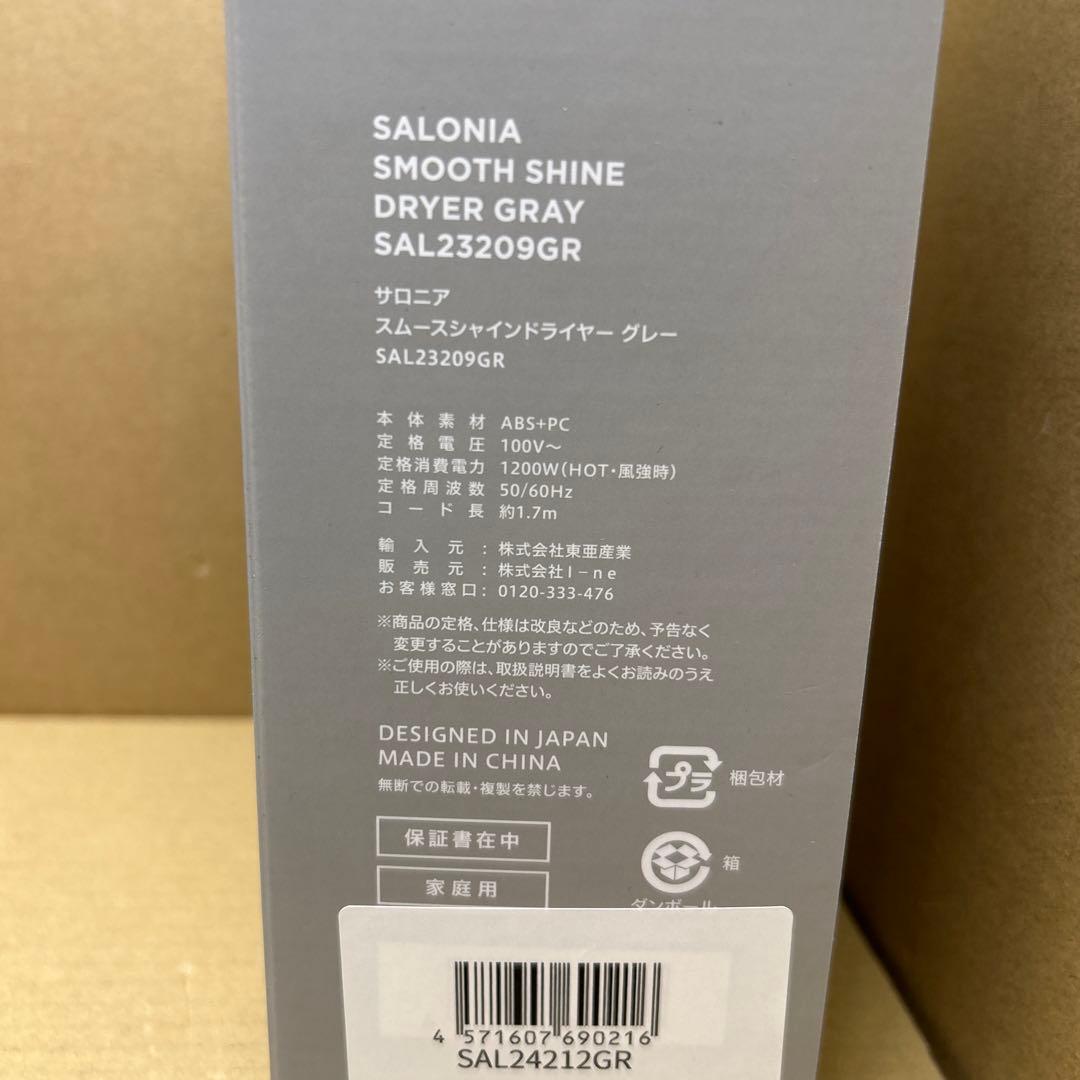 SALONIA
SMOOTH SHINE
DRYER GRAY
SAL23209GR
サロニア
スムースシャインドライヤー グレー
SAL23209GR
本体素材 ABS+PC
定格電圧 100V〜
定格消費電力 1200W(HOT・風強時)
定格周波数 50/60Hz
コード長 約1.7m
輸入元:株式会社東亜産業
販売元:株式会社I-ne
お客様窓口:0120-333-476
※商品の定格、仕様は改良などのため、予告なく
変更することがありますのでご了承ください。
※ご使用の際は、取扱説明書をよくお読みのうえ
正しくお使いください。
DESIGNED IN JAPAN
MADE IN CHINA
無断での転載・複製を禁じます。
プラ 梱包材
保証書在中
箱
家庭用
ダンボール
4 571607 690216
SAL24212GR